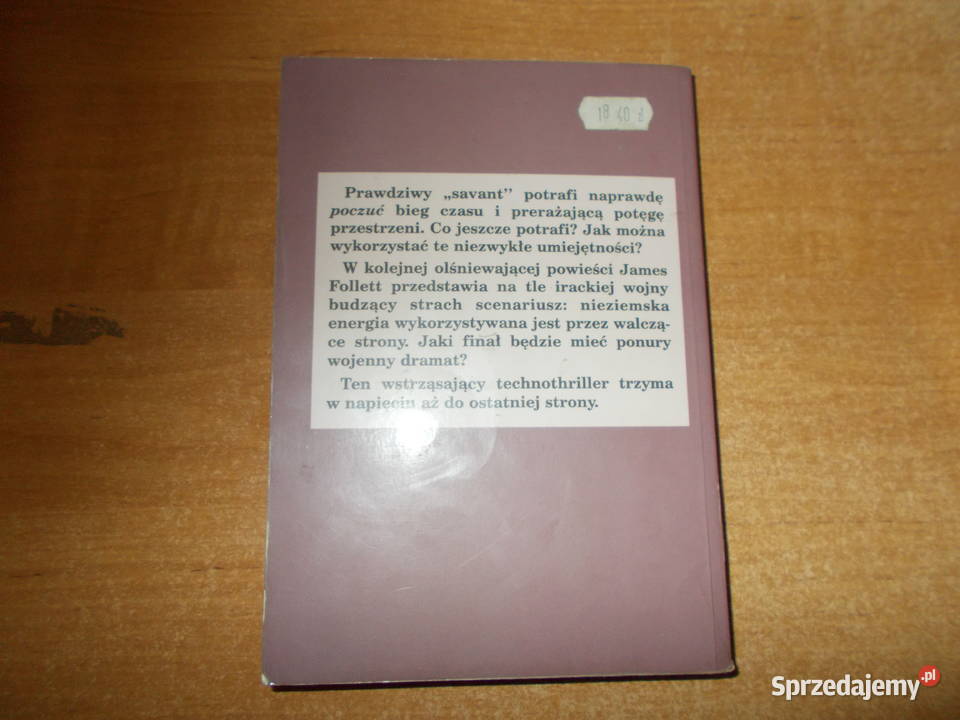 18 40 zł
Prawdziwy „savant” potrafi naprawdę
poczuć bieg czasu i prerażającą potęgę
przestrzeni. Co jeszcze potrafi? Jak można
wykorzystać te niezwykłe umiejętności?
W kolejnej olśniewającej powieści James
Follett przedstawia na tle irackiej wojny
budzący strach scenariusz: nieziemska
energia wykorzystywana jest przez walczą-
ce strony. Jaki finał będzie mieć ponury
wojenny dramat?
Ten wstrząsający technothriller trzyma
w napięciu aż do ostatniej strony.
Sprzedajemy.pl